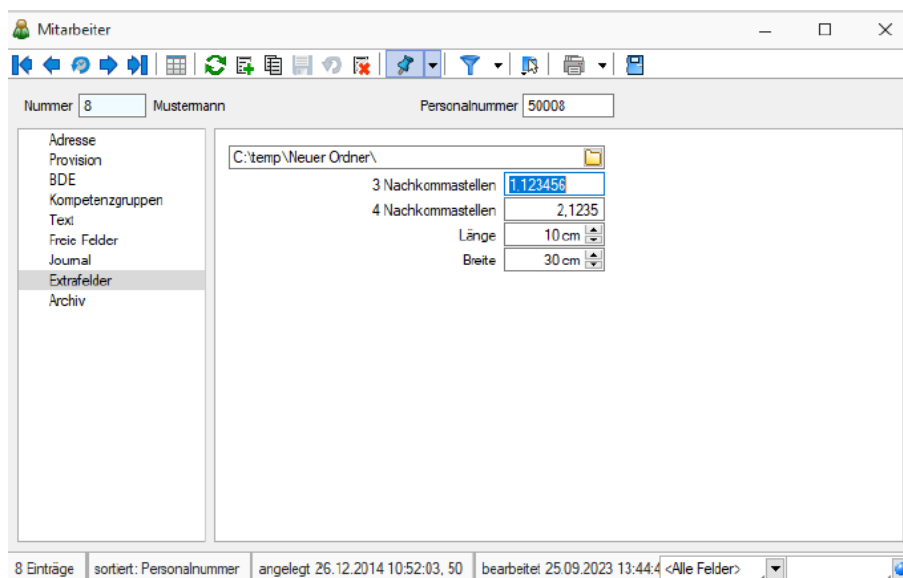 Mitarbeiter
Nummer 8 Mustermann Personalnummer 50008
Adresse
Provision
BDE
Kompetenzgruppen
Text
Freie Felder
Journal
Extrafelder
Archiv
C:\temp\Neuer Ordner\
3 Nachkommastellen 1,123456
4 Nachkommastellen 2,1235
Länge 10 cm
Breite 30 cm
8 Einträge sortiert: Personalnummer angelegt 26.12.2014 10:52:03, 50 bearbeitet 25.09.2023 13:44:4 <Alle Felder>